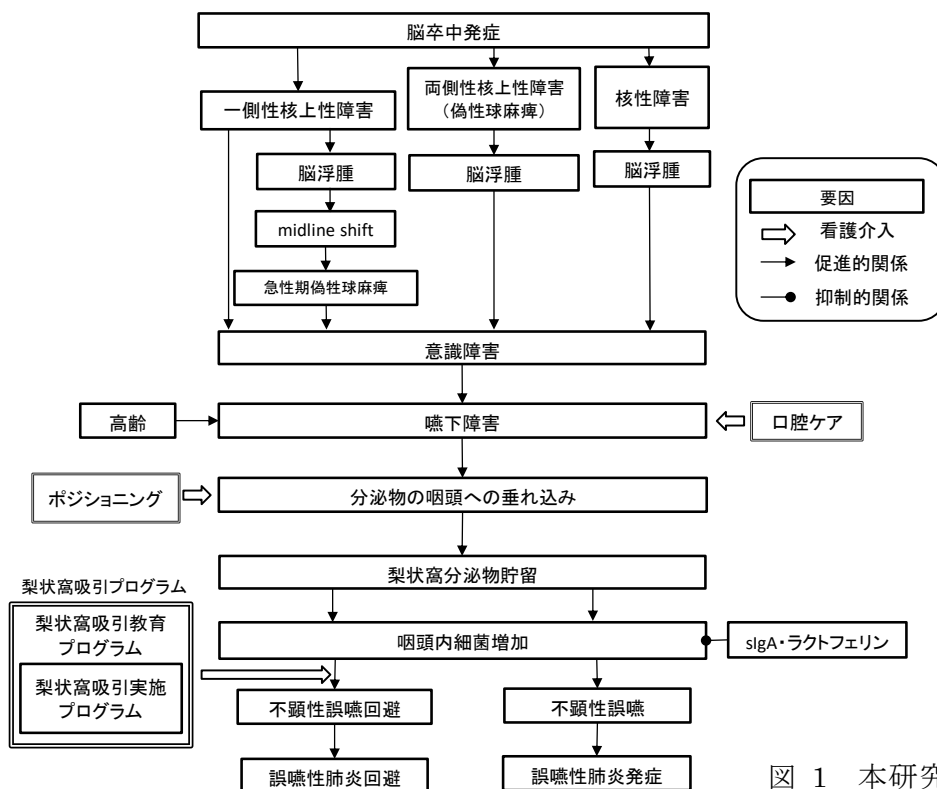 脳卒中発症
一側性核上性障害
両側性核上性障害
（偽性球麻痺）
核性障害
脳浮腫
脳浮腫
脳浮腫
midline shift
急性期偽性球麻痺
意識障害
要因
看護介入
促進的関係
抑制的関係
高齢
嚥下障害
口腔ケア
ポジショニング
分泌物の咽頭への垂れ込み
梨状窩分泌物貯留
梨状窩吸引プログラム
梨状窩吸引教育
プログラム
梨状窩吸引実施
プログラム
咽頭内細菌増加
sIgA・ラクトフェリン
不顕性誤嚥回避
不顕性誤嚥
誤嚥性肺炎回避
誤嚥性肺炎発症
図 1 本研究